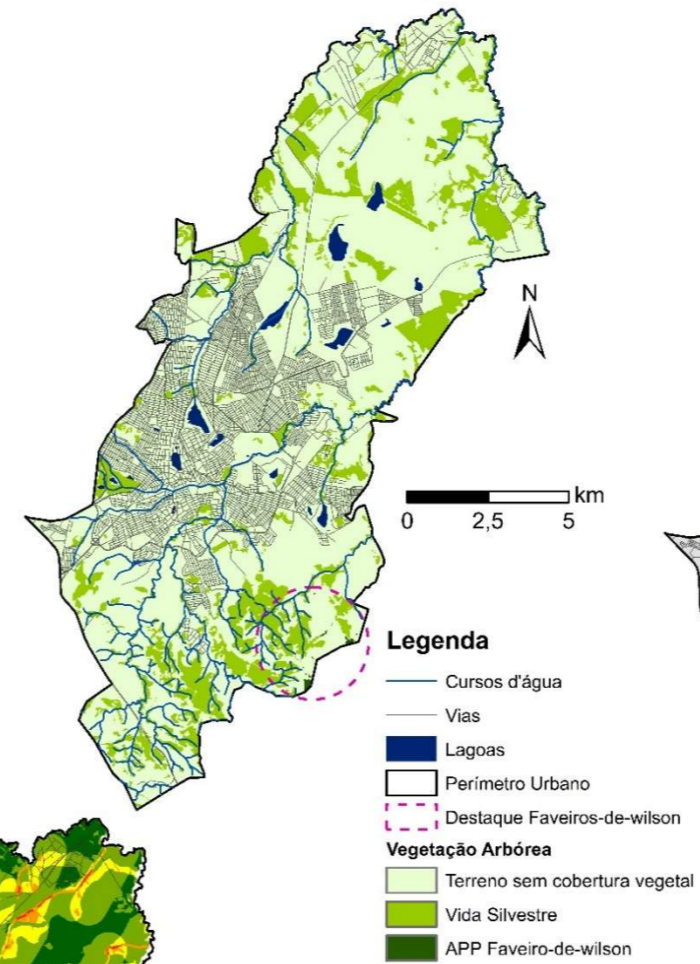 N
km
0 2,5 5
Legenda
Cursos d'água
Vias
Lagoas
Perímetro Urbano
Destaque Faveiros-de-wilson
Vegetação Arbórea
Terreno sem cobertura vegetal
Vida Silvestre
APP Faveiro-de-wilson